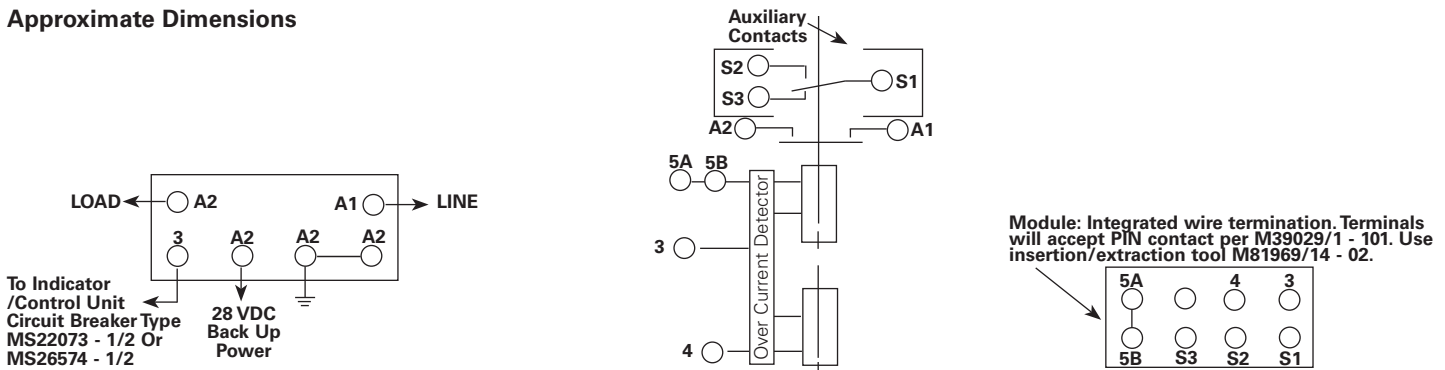 Approximate Dimensions
LOAD
A2
A1
LINE
3
A2
A2
A2
To Indicator
/Control Unit
Circuit Breaker Type
MS22073 - 1/2 Or
MS26574 - 1/2
28 VDC
Back Up
Power
Auxiliary
Contacts
S2
S1
S3
A2
A1
5A
5B
3
4
Over Current Detector
Module: Integrated wire termination. Terminals
will accept PIN contact per M39029/1 - 101. Use
insertion/extraction tool M81969/14 - 02.
5A
4
3
5B
S3
S2
S1